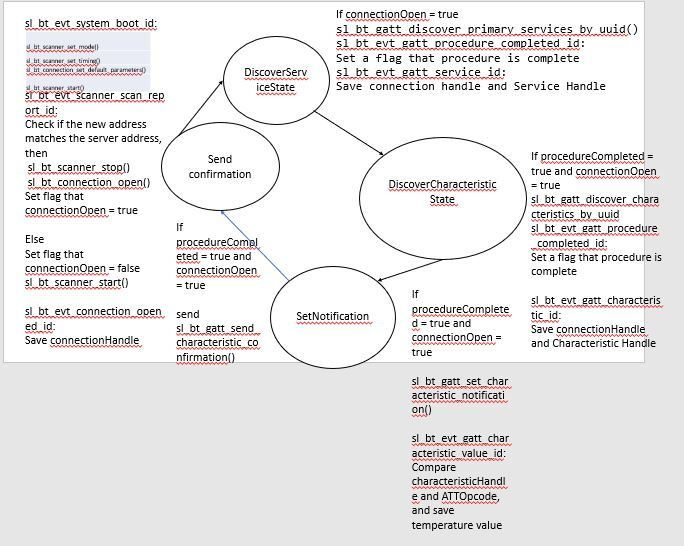 sl_bt_evt_system_boot_id:
sl_bt_scanner_set_mode()
sl_bt_scanner_set_timing()
sl_bt_connection_set_default_parameters()
sl_bt_scanner_start()
sl_bt_evt_scanner_scan_rep
ort_id:
Check if the new address
matches the server address,
then
sl_bt_scanner_stop()
sl_bt_connection_open()
Set flag that
connectionOpen = true
Else
Set flag that
connectionOpen = false
sl_bt_scanner_start()
sl_bt_evt_connection_open
ed_id:
Save connectionHandle
DiscoverServ
iceState
If connectionOpen = true
sl_bt_gatt_discover_primary_services_by_uuid()
sl_bt_evt_gatt_procedure_completed_id:
Set a flag that procedure is complete
sl_bt_evt_gatt_service_id:
Save connection handle and Service Handle
Send
confirmation
DiscoverCharacteristic
State
If procedureCompleted =
true and connectionOpen
= true
sl_bt_gatt_discover_chara
cteristics_by_uuid
sl_bt_evt_gatt_procedure
_completed_id:
Set a flag that procedure is
complete
sl_bt_evt_gatt_characteris
tic_id:
Save connectionHandle
and Characteristic Handle
If
procedureCompl
eted = true and
connectionOpen
= true
send
sl_bt_gatt_send_
characteristic_co
nfirmation()
SetNotification
If
procedureComplete
d = true and
connectionOpen =
true
sl_bt_gatt_set_char
acteristic_notificati
on()
sl_bt_evt_gatt_char
acteristic_value_id:
Compare
characteristicHandl
e and ATTOpcode,
and save
temperature value